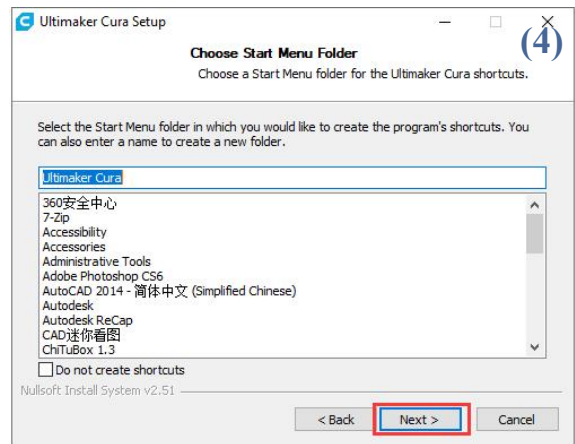 Ultimaker Cura Setup
(4)
Choose Start Menu Folder
Choose a Start Menu folder for the Ultimaker Cura shortcuts.
Select the Start Menu folder in which you would like to create the program's shortcuts. You
can also enter a name to create a new folder.
Ultimaker Cura
360安全中心
7-Zip
Accessibility
Accessories
Administrative Tools
Adobe Photoshop CS6
AutoCAD 2014 - 简体中文 (Simplified Chinese)
Autodesk
Autodesk ReCap
CAD迷你看图
ChiTuBox 1.3
Do not create shortcuts
Nullsoft Install System v2.51
< Back Next > Cancel